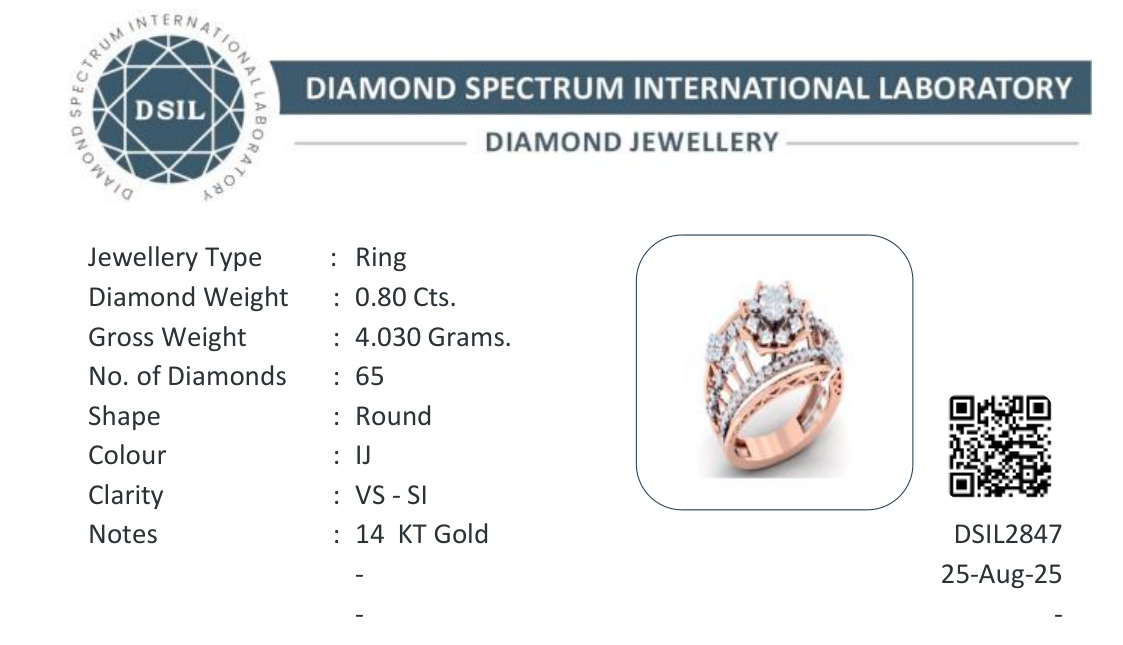 DIAMOND SPECTRUM INTERNATIONAL LABORATORY
DSIL
DIAMOND SPECTRUM INTERNATIONAL LABORATORY
DIAMOND JEWELLERY
Jewellery Type : Ring
Diamond Weight : 0.80 Cts.
Gross Weight : 4.030 Grams.
No. of Diamonds : 65
Shape : Round
Colour : IJ
Clarity : VS - SI
Notes : 14 KT Gold
-
-
DSIL2847
25-Aug-25
-